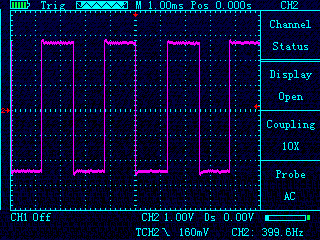 Trig M 1.00ms Pos 0.000s CH2
Channel
Status
Display
Open
Coupling
10X
Probe
AC
2
CH1 Off CH2 1.00V Ds 0.00V
TCH2 160mV CH2: 399.6Hz